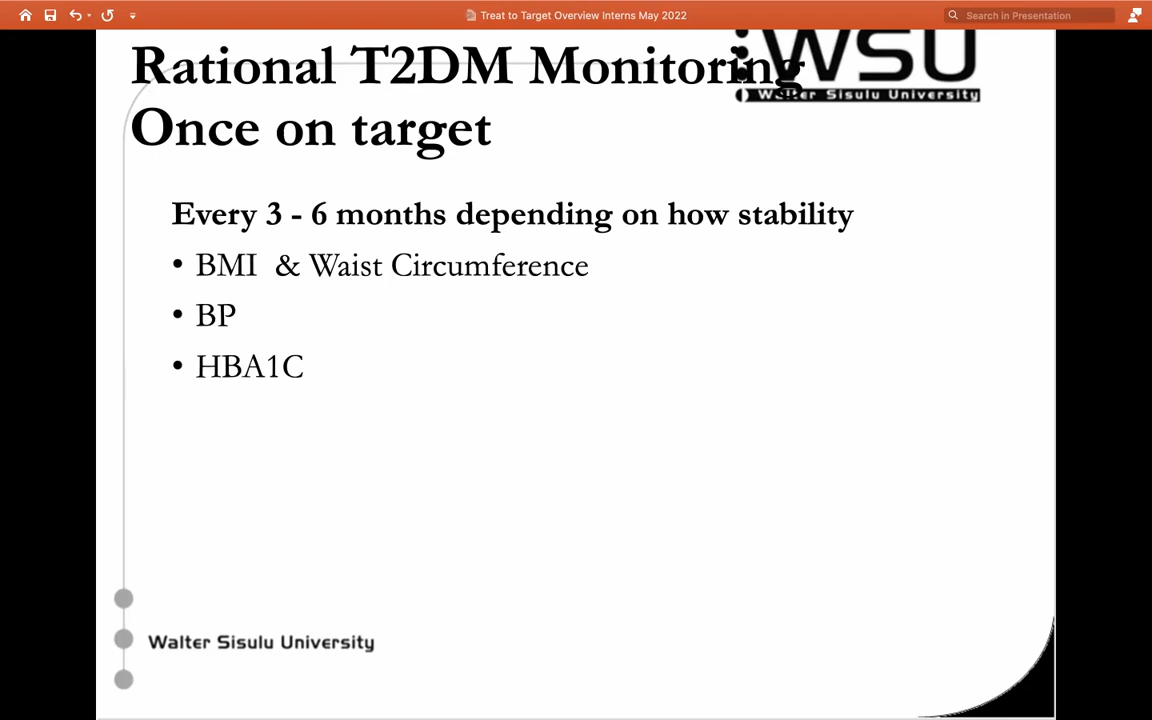 Treat to Target Overview Interns May 2022
Search in Presentation
WSU
Walter Sisulu University
Rational T2DM Monitoring
Once on target
Every 3 - 6 months depending on how stability
• BMI & Waist Circumference
• BP
• HBA1C
Walter Sisulu University